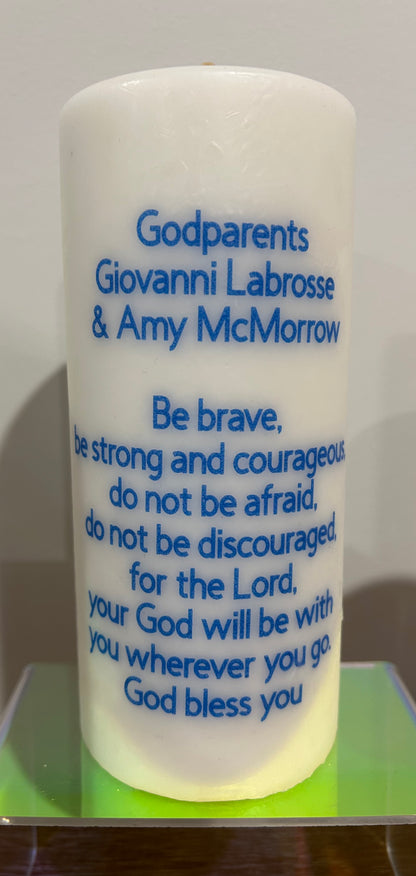 Godparents
Giovanni Labrosse
& Amy McMorrow
Be brave,
be strong and courageous,
do not be afraid,
do not be discouraged,
for the Lord,
your God will be with
you wherever you go.
God bless you